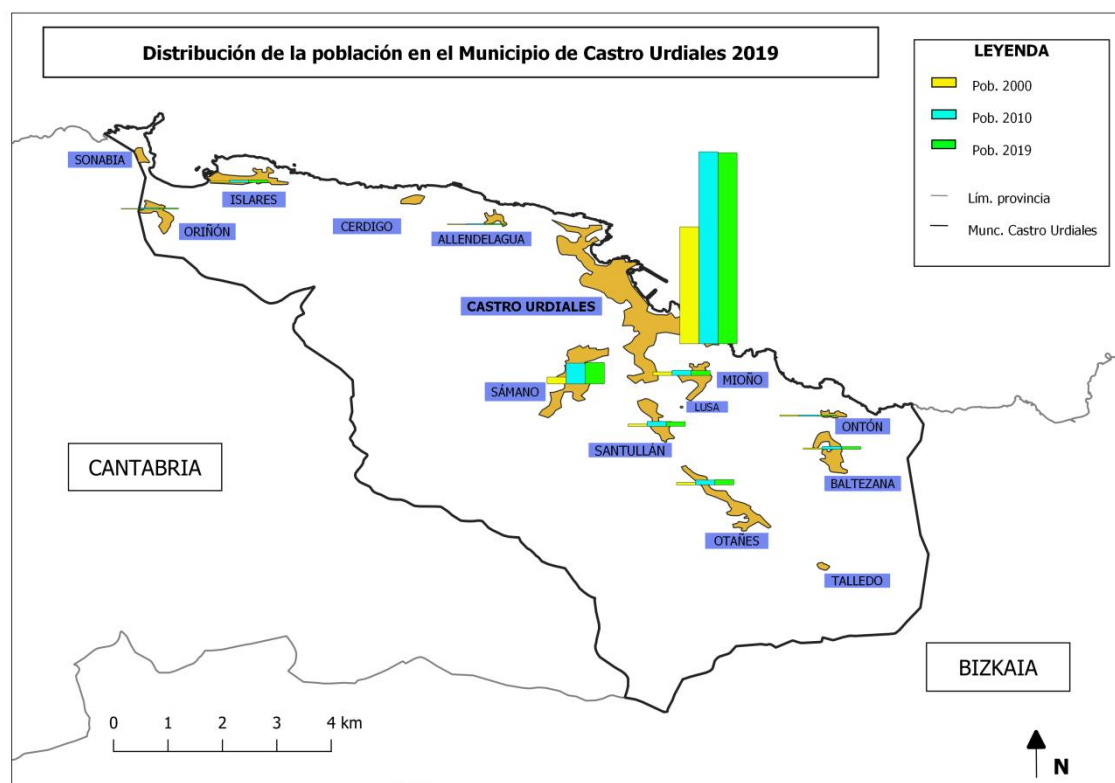 Distribución de la población en el Municipio de Castro Urdiales 2019
LEYENDA
Pob. 2000
Pob. 2010
Pob. 2019
Lím. provincia
Munc. Castro Urdiales
SONABIA
ISLARES
ORIÑÓN
CERDIGO
ALLENDELAGUA
CASTRO URDIALES
SÁMANO
MIOÑO
LUSA
ONTÓN
SANTULLÁN
BALTEZANA
OTAÑES
TALLEDO
CANTABRIA
BIZKAIA
0 1 2 3 4 km
N